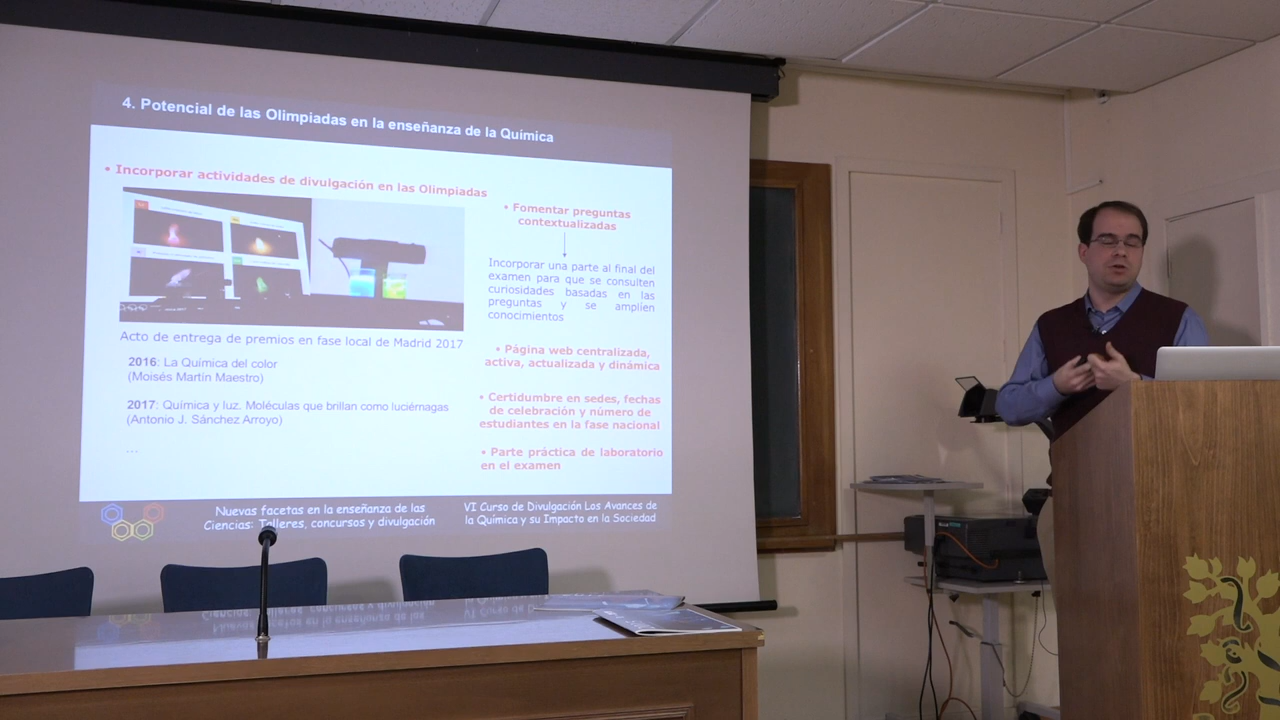 4. Potencial de las Olimpiadas en la enseñanza de la Química
• Incorporar actividades de divulgación en las Olimpiadas
Acto de entrega de premios en fase local de Madrid 2017
2016: La Química del color
(Moisés Martín Maestro)
2017: Química y luz. Moléculas que brillan como luciérnagas
(Antonio J. Sánchez Arroyo)
...
• Fomentar preguntas
contextualizadas
Incorporar una parte al final del
examen para que se consulten
curiosidades basadas en las
preguntas y se amplíen
conocimientos
• Página web centralizada,
activa, actualizada y dinámica
• Certidumbre en sedes, fechas
de celebración y número de
estudiantes en la fase nacional
• Parte práctica de laboratorio
en el examen
Nuevas facetas en la enseñanza de las
Ciencias: Talleres, concursos y divulgación
VI Curso de Divulgación Los Avances de
la Química y su Impacto en la Sociedad